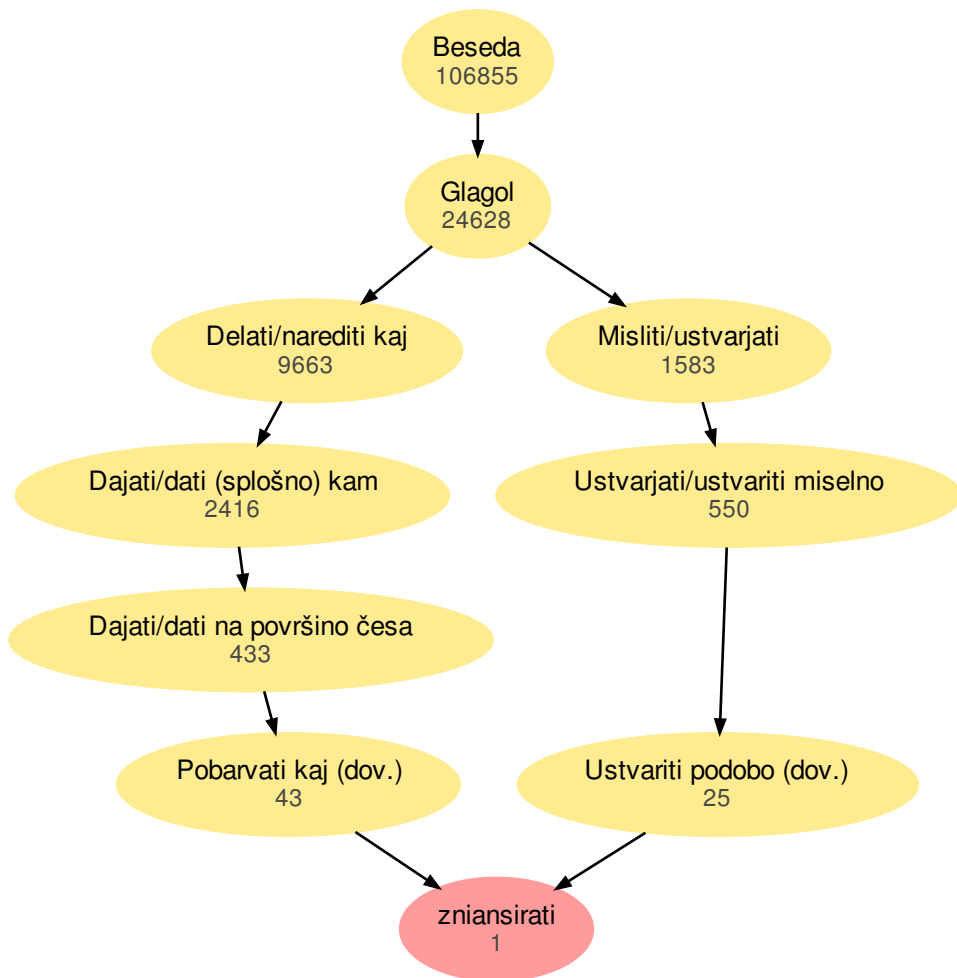 Beseda
106855
Glagol
24628
Delati/narediti kaj
9663
Misliti/ustvarjati
1583
Dajati/dati (splošno) kam
2416
Ustvarjati/ustvariti miselno
550
Dajati/dati na površino česa
433
Pobarvati kaj (dov.)
43
Ustvariti podobo (dov.)
25
zniansirati
1